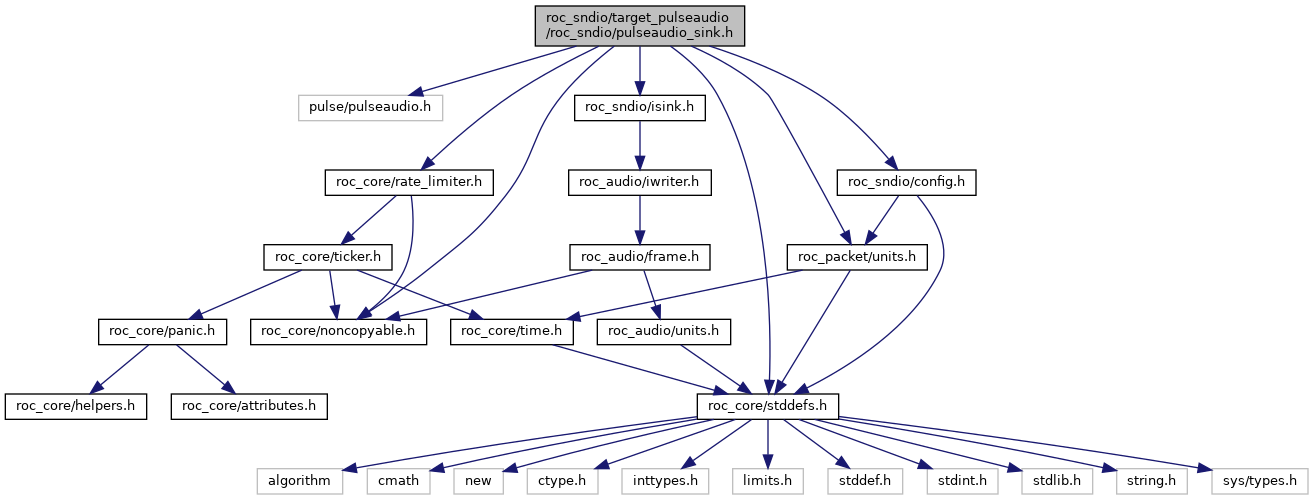 roc_sndio/target_pulseaudio
/roc_sndio/pulseaudio_sink.h
pulse/pulseaudio.h
roc_sndio/isink.h
roc_core/rate_limiter.h
roc_audio/iwriter.h
roc_sndio/config.h
roc_core/ticker.h
roc_audio/frame.h
roc_packet/units.h
roc_core/panic.h
roc_core/noncopyable.h
roc_core/time.h
roc_audio/units.h
roc_core/helpers.h
roc_core/attributes.h
roc_core/stddefs.h
algorithm
cmath
new
ctype.h
inttypes.h
limits.h
stddef.h
stdint.h
stdlib.h
string.h
sys/types.h